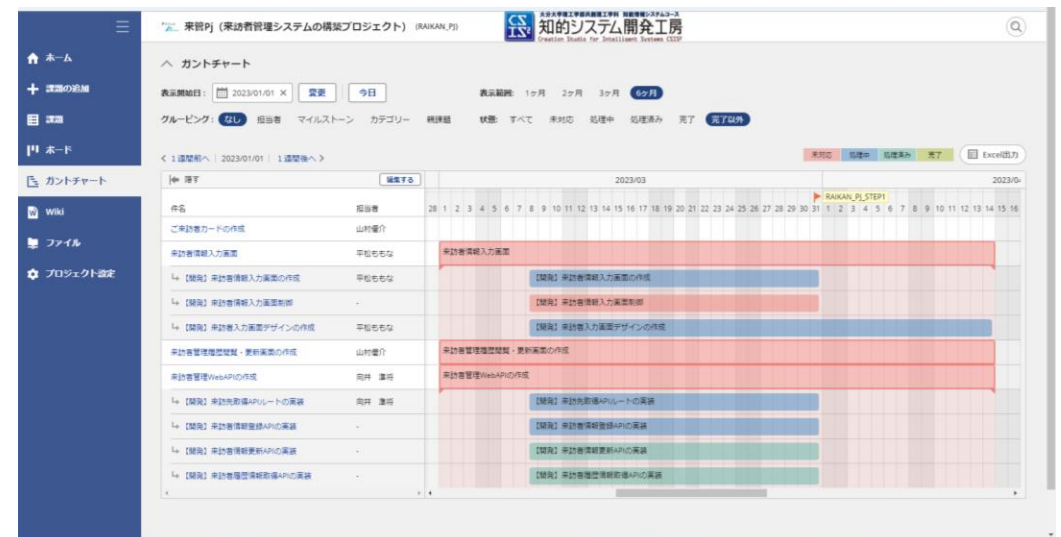 来管Pj（来訪者管理システムの構築プロジェクト） (RAIKAN_PJ)
CSIS²
大分大学理工学部共創理工学科 知能情報システムコース
知的システム開発工房
Creation Studio for Intelligent Systems CSIS²
ホーム
課題の追加
課題
ボード
ガントチャート
Wiki
ファイル
プロジェクト設定
ガントチャート
表示開始日： 2023/01/01 × 変更 今日
表示範囲： 1ヶ月 2ヶ月 3ヶ月 6ヶ月
グルーピング： なし 担当者 マイルストーン カテゴリー 親課題
状態： すべて 未対応 処理中 処理済み 完了 完了以外
< 1週間前へ | 2023/01/01 | 1週間後へ >
未対応 処理中 処理済み 完了 Excel出力
隠す 編集する 2023/03 2023/0
RAIKAN_PJ_STEP1
件名 担当者 28 1 2 3 4 5 6 7 8 9 10 11 12 13 14 15 16 17 18 19 20 21 22 23 24 25 26 27 28 29 30 31 1 2 3 4 5 6 7 8 9 10 11 12 13 14 15 16
ご来訪者カードの作成 山村優介
来訪者情報入力画面 平松ももな 来訪者情報入力画面
【開発】来訪者情報入力画面の作成 平松ももな 【開発】来訪者情報入力画面の作成
【開発】来訪者情報入力画面制御 - 【開発】来訪者情報入力画面制御
【開発】来訪者入力画面デザインの作成 平松ももな 【開発】来訪者入力画面デザインの作成
来訪者管理履歴閲覧・更新画面の作成 山村優介 来訪者管理履歴閲覧・更新画面の作成
来訪者管理WebAPIの作成 向井 来訪者管理WebAPIの作成
【開発】来訪先取得APIルートの実装 向井 【開発】来訪先取得APIルートの実装
【開発】来訪者情報登録APIの実装 - 【開発】来訪者情報登録APIの実装
【開発】来訪者情報更新APIの実装 - 【開発】来訪者情報更新APIの実装
【開発】来訪者履歴情報取得APIの実装 - 【開発】来訪者履歴情報取得APIの実装